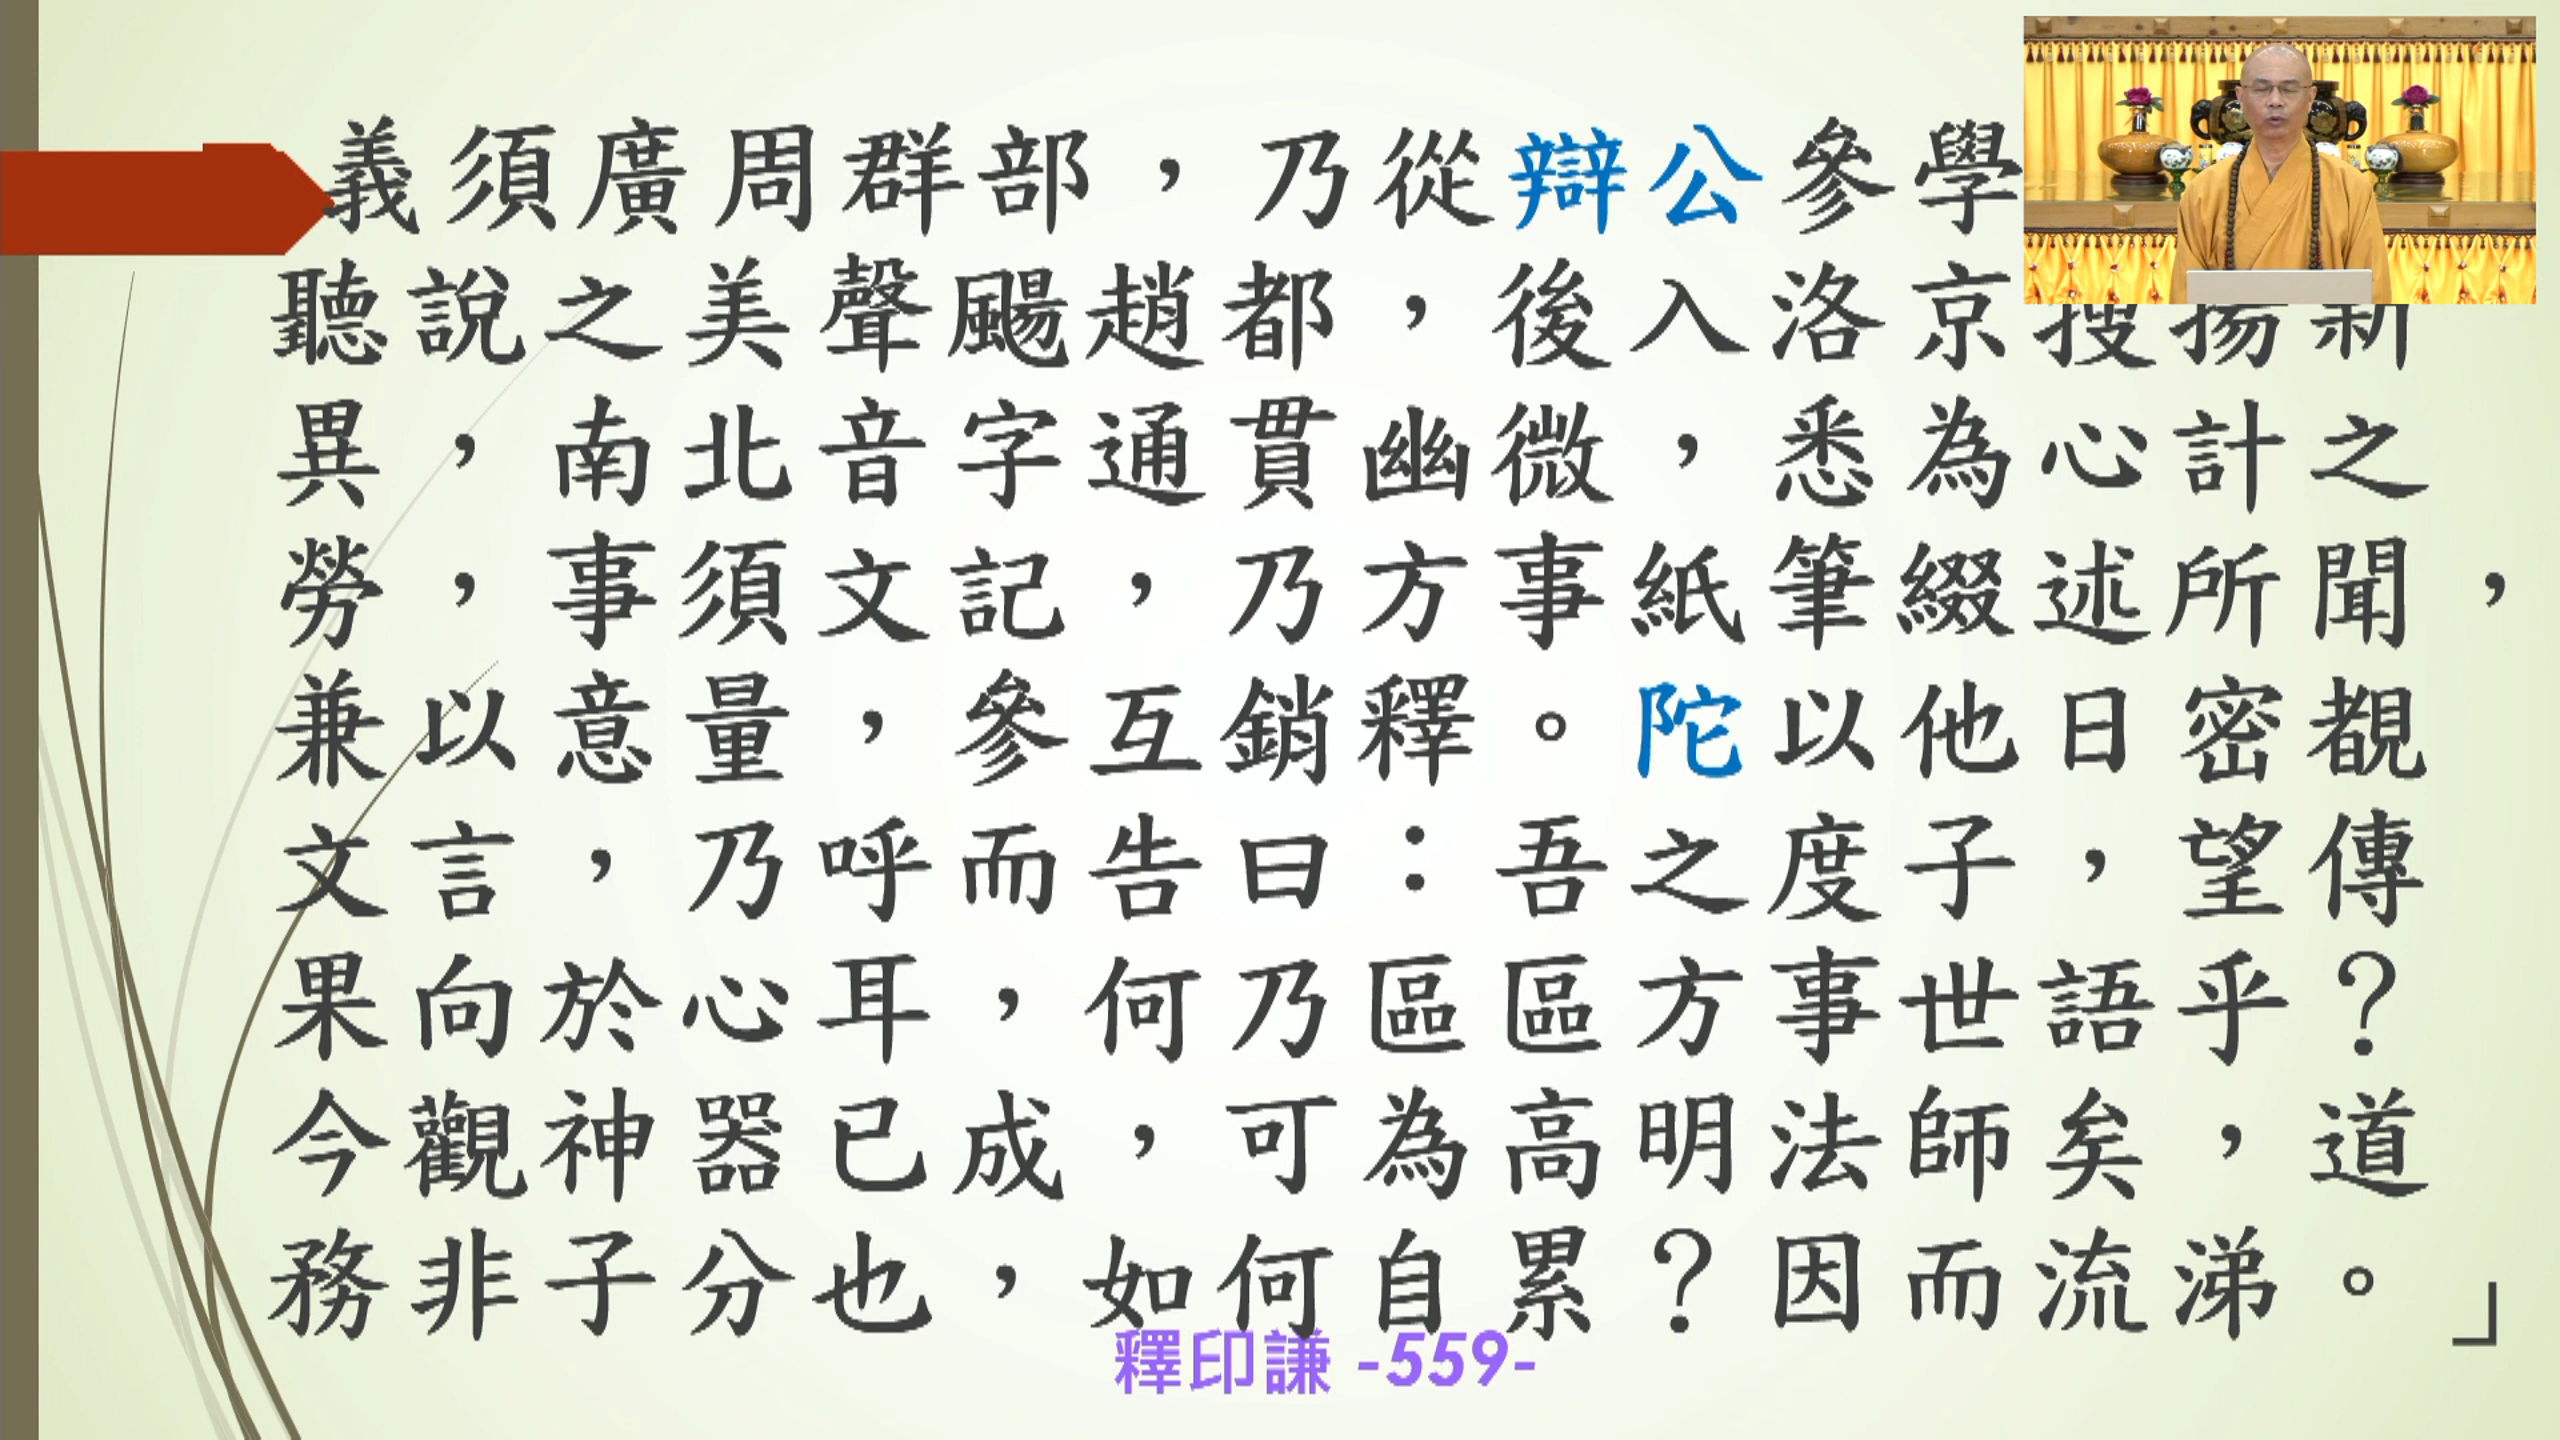 義須廣周群部，乃從辯公參學
聽說之美聲颺趙都，後入洛京搜揚新
異，南北音字通貫幽微，悉為心計之
勞，事須文記，乃方事紙筆綴述所聞，
兼以意量，參互銷釋。陀以他日密覩
文言，乃呼而告曰：吾之度子，望傳
果向於心耳，何乃區區方事世語乎？
今觀神器已成，可為高明法師矣，道
務非子分也，如何自累？因而流涕。」
釋印謙 -559-